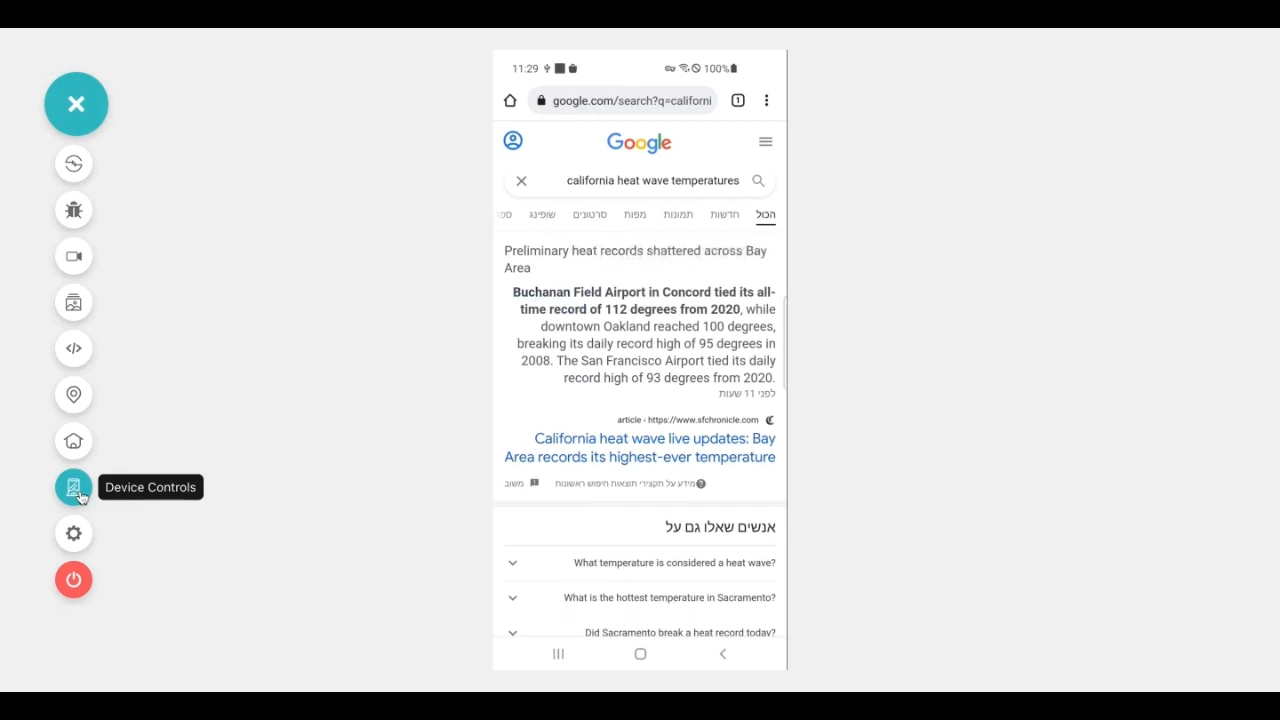 11:29
100%
google.com/search?q=californi
1
Google
california heat wave temperatures
הכול חדשות תמונות מפות סרטונים שופינג ספר
Preliminary heat records shattered across Bay
Area
Buchanan Field Airport in Concord tied its all-
time record of 112 degrees from 2020, while
downtown Oakland reached 100 degrees,
breaking its daily record high of 95 degrees in
2008. The San Francisco Airport tied its daily
record high of 93 degrees from 2020.
לפני 11 שעות
article › https://www.sfchronicle.com
California heat wave live updates: Bay
Area records its highest-ever temperature
מידע על תקצירי תוצאות חיפוש ראשונות
משוב
Device Controls
אנשים שאלו גם על
What temperature is considered a heat wave?
What is the hottest temperature in Sacramento?
Did Sacramento break a heat record today?